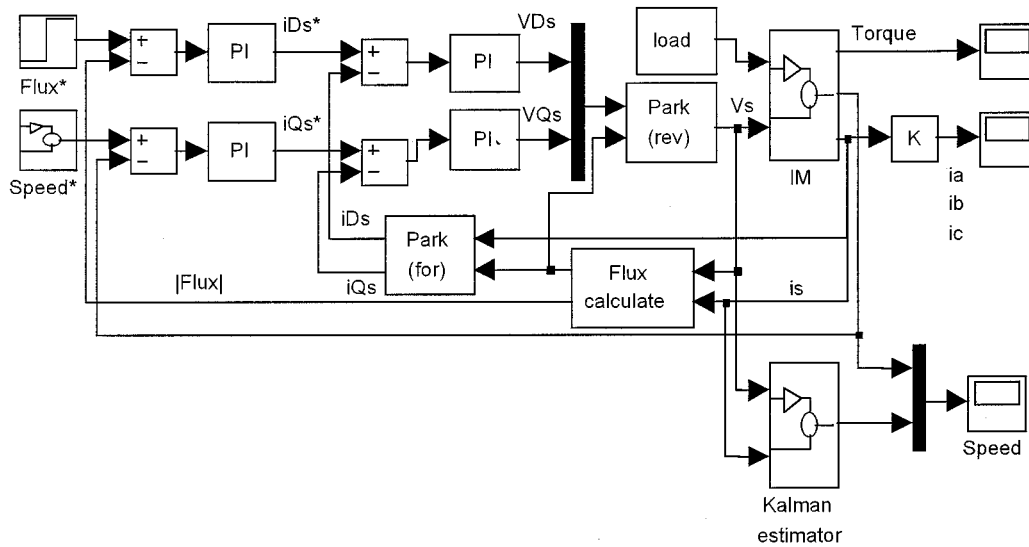 Flux*
+
−
PI
iDs*
+
−
PI
VDs
load
Torque
Speed*
+
−
PI
iQs*
+
−
PI
VQs
Park
(rev)
Vs
IM
K
ia
ib
ic
iDs
Park
(for)
iQs
|Flux|
Flux
calculate
is
Kalman
estimator
Speed